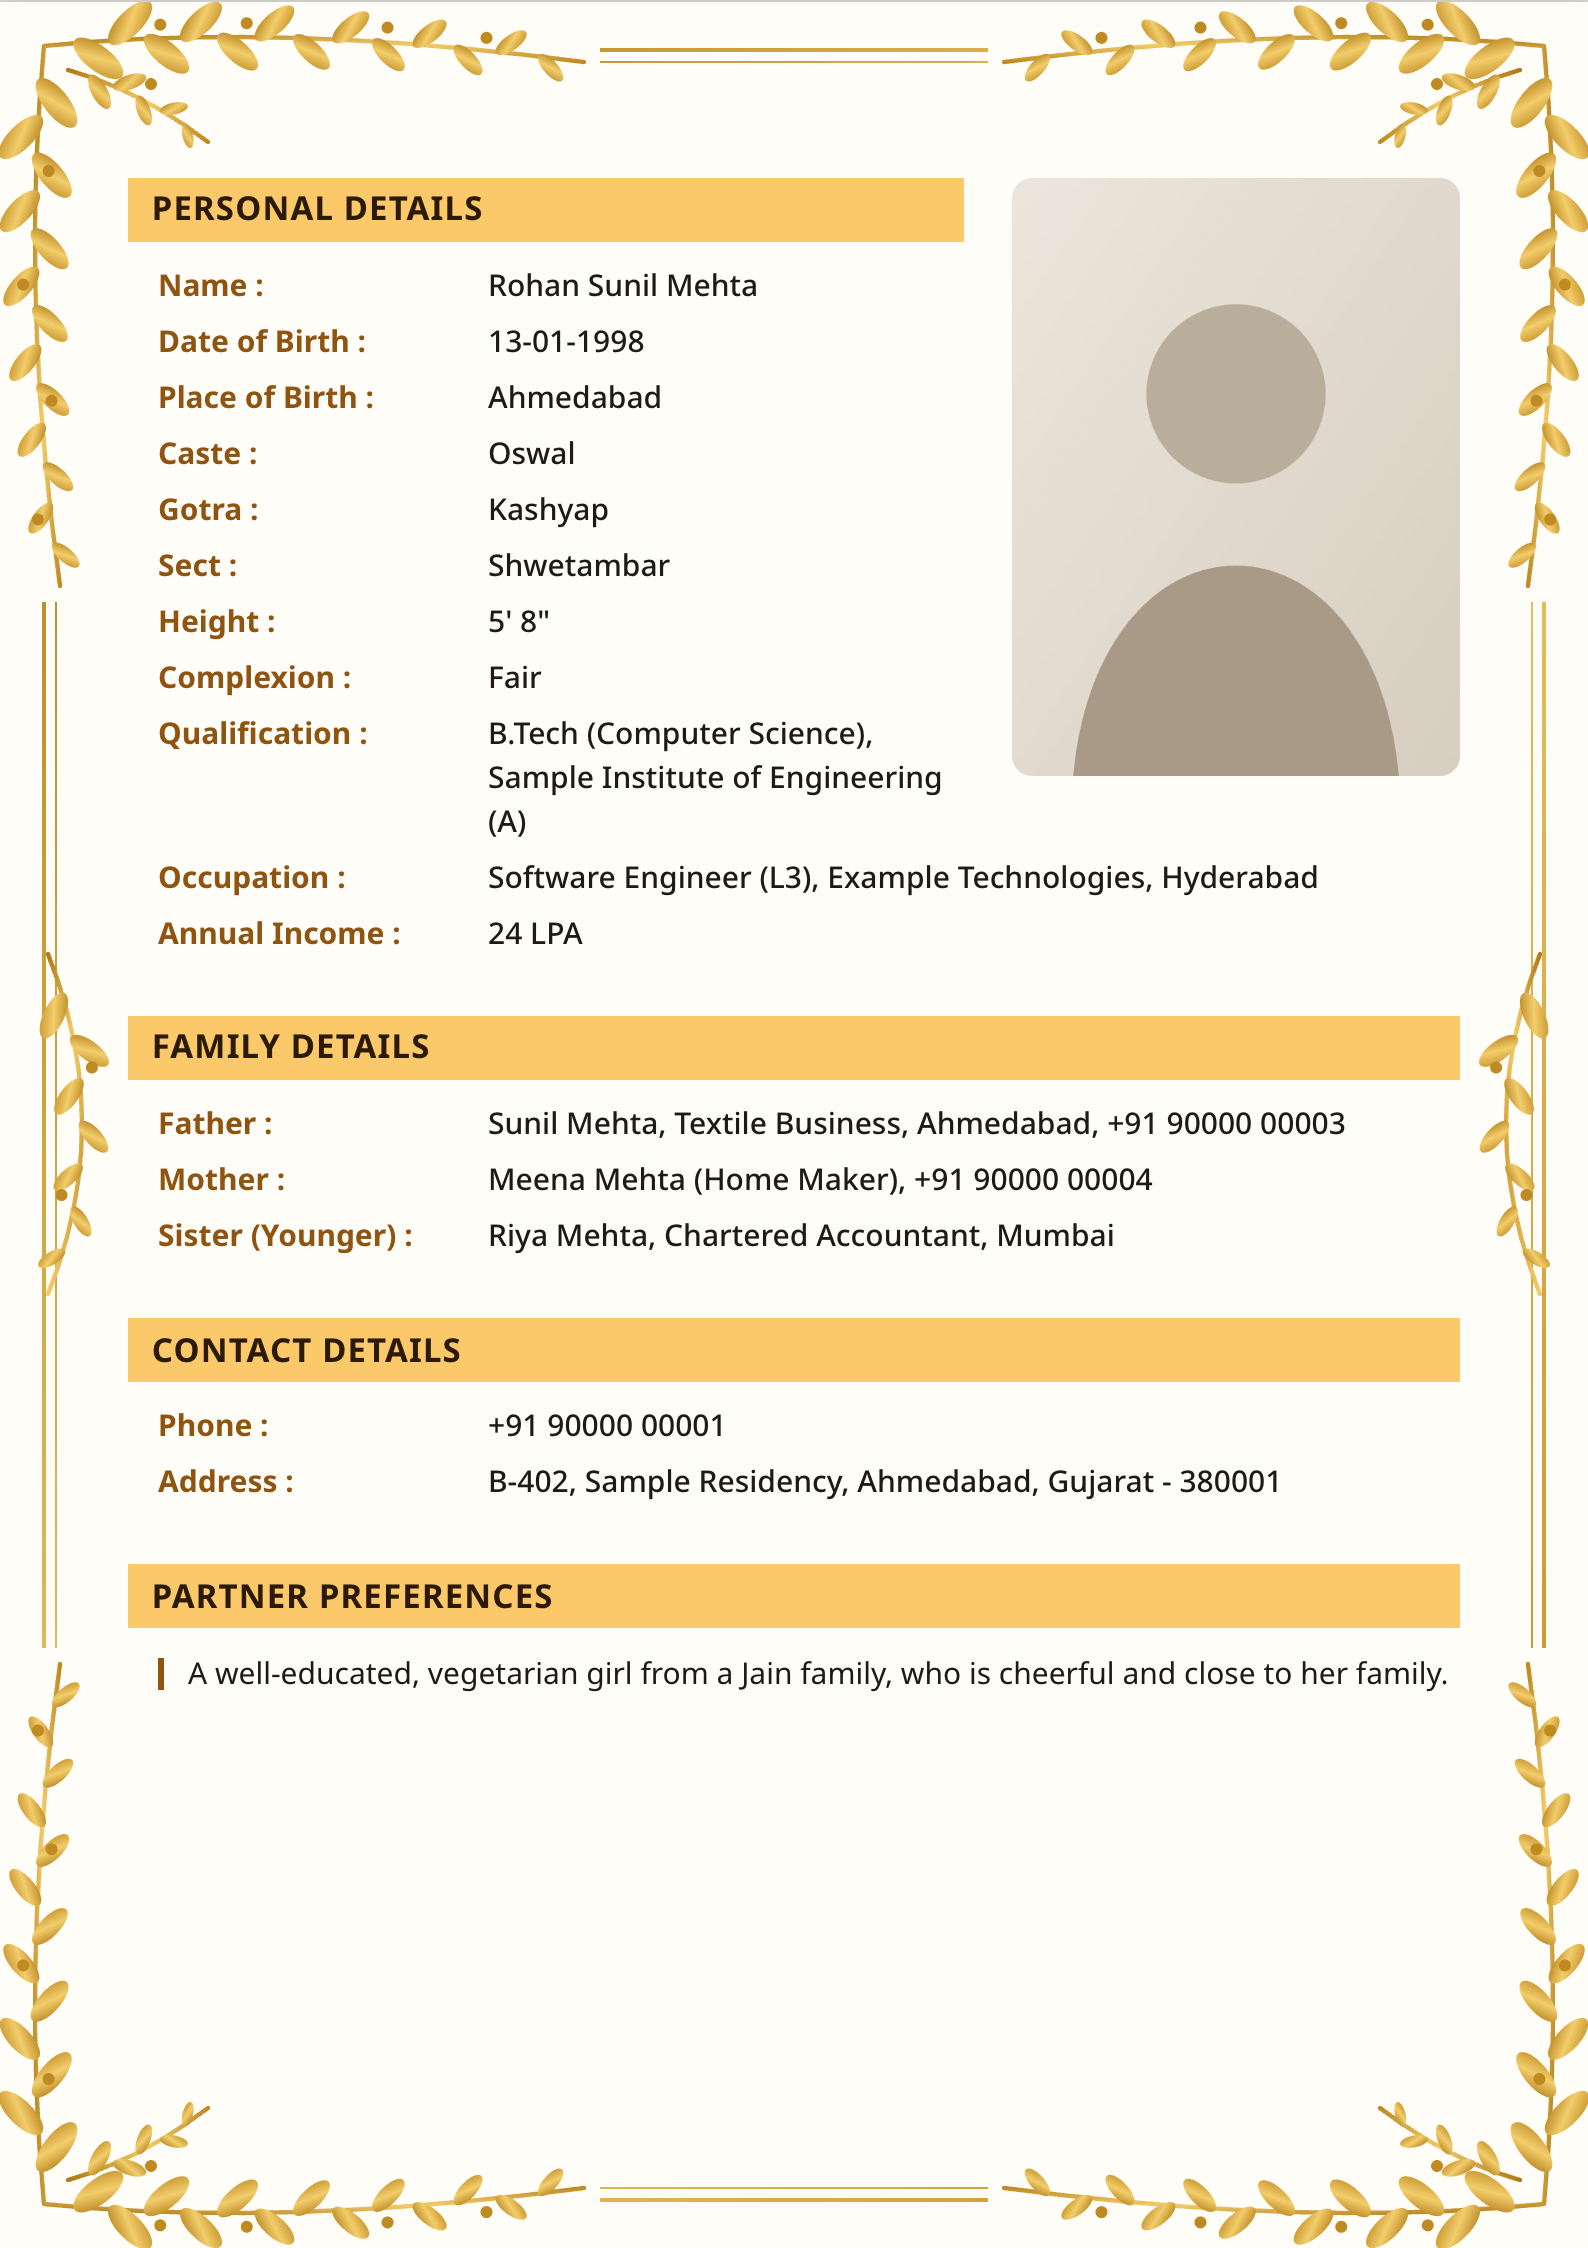 PERSONAL DETAILS
Name : Rohan Sunil Mehta
Date of Birth : 13-01-1998
Place of Birth : Ahmedabad
Caste : Oswal
Gotra : Kashyap
Sect : Shwetambar
Height : 5' 8"
Complexion : Fair
Qualification : B.Tech (Computer Science),
Sample Institute of Engineering
(A)
Occupation : Software Engineer (L3), Example Technologies, Hyderabad
Annual Income : 24 LPA
FAMILY DETAILS
Father : Sunil Mehta, Textile Business, Ahmedabad, +91 90000 00003
Mother : Meena Mehta (Home Maker), +91 90000 00004
Sister (Younger) : Riya Mehta, Chartered Accountant, Mumbai
CONTACT DETAILS
Phone : +91 90000 00001
Address : B-402, Sample Residency, Ahmedabad, Gujarat - 380001
PARTNER PREFERENCES
A well-educated, vegetarian girl from a Jain family, who is cheerful and close to her family.